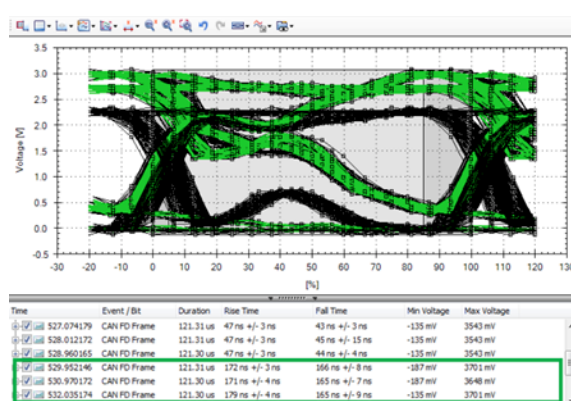 3.5
3.0
2.5
2.0
1.5
1.0
0.5
0.0
-0.5
Voltage [V]
-30 -20 -10 0 10 20 30 40 50 60 70 80 90 100 110 120 130
[%]
Time Event / Bit Duration Rise Time Fall Time Min Voltage Max Voltage
527.074179 CAN FD Frame 121.31 us 47 ns +/- 3 ns 43 ns +/- 3 ns -135 mV 3543 mV
528.012172 CAN FD Frame 121.31 us 47 ns +/- 3 ns 45 ns +/- 15 ns -135 mV 3543 mV
528.960165 CAN FD Frame 121.30 us 47 ns +/- 3 ns 44 ns +/- 4 ns -135 mV 3543 mV
529.952146 CAN FD Frame 121.31 us 172 ns +/- 3 ns 166 ns +/- 8 ns -187 mV 3701 mV
530.970172 CAN FD Frame 121.30 us 171 ns +/- 4 ns 165 ns +/- 7 ns -187 mV 3648 mV
532.035174 CAN FD Frame 121.30 us 179 ns +/- 4 ns 165 ns +/- 9 ns -135 mV 3701 mV